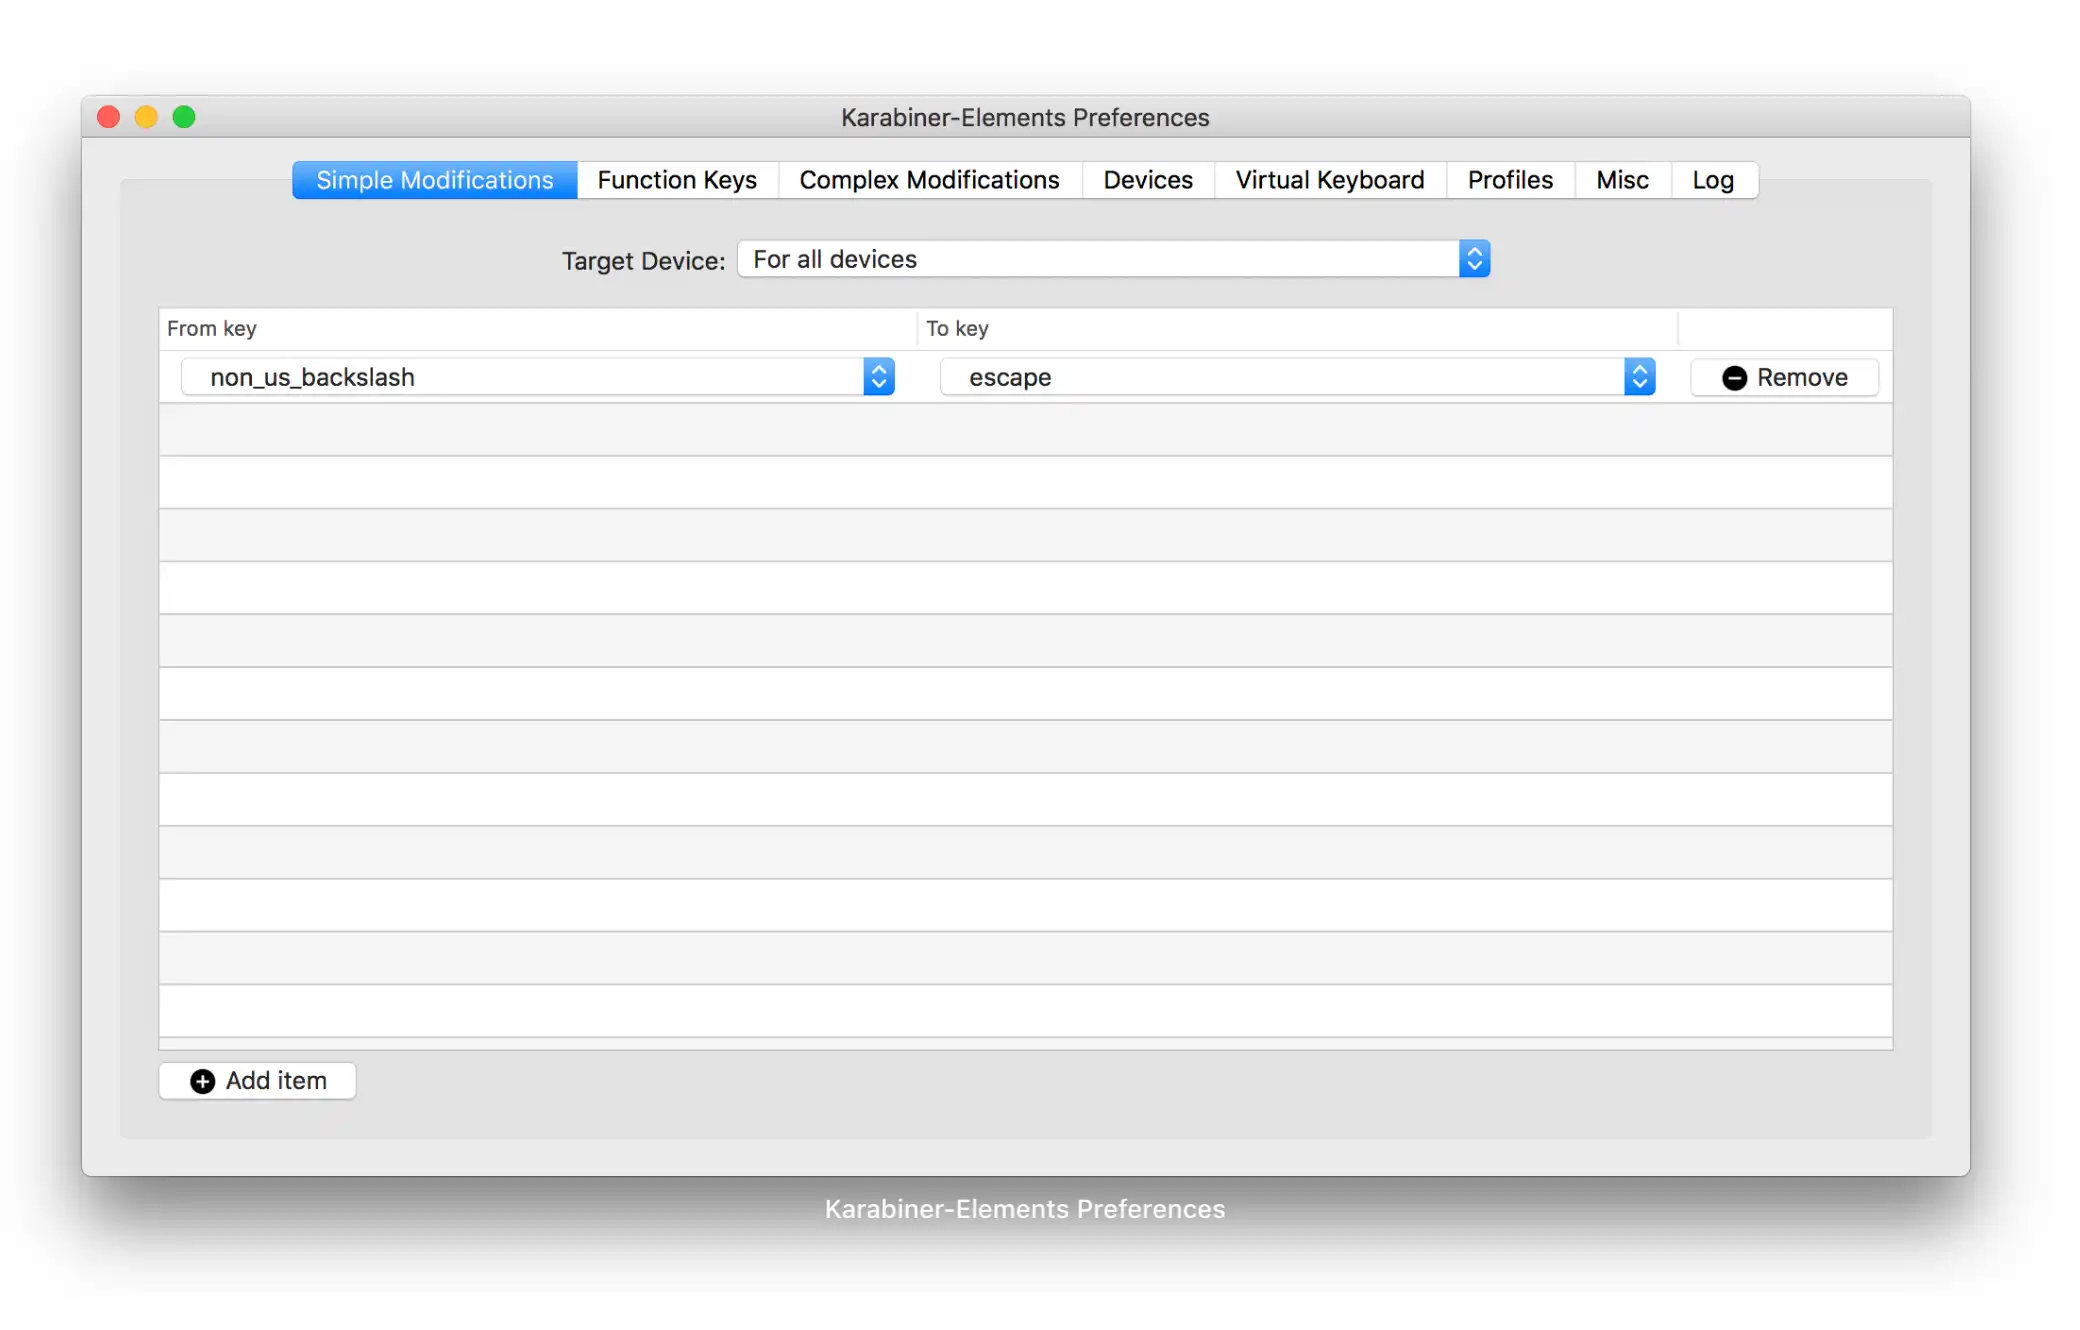 Karabiner-Elements Preferences
Simple Modifications Function Keys Complex Modifications Devices Virtual Keyboard Profiles Misc Log
Target Device: For all devices
From key To key
non_us_backslash escape Remove
Add item
Karabiner-Elements Preferences